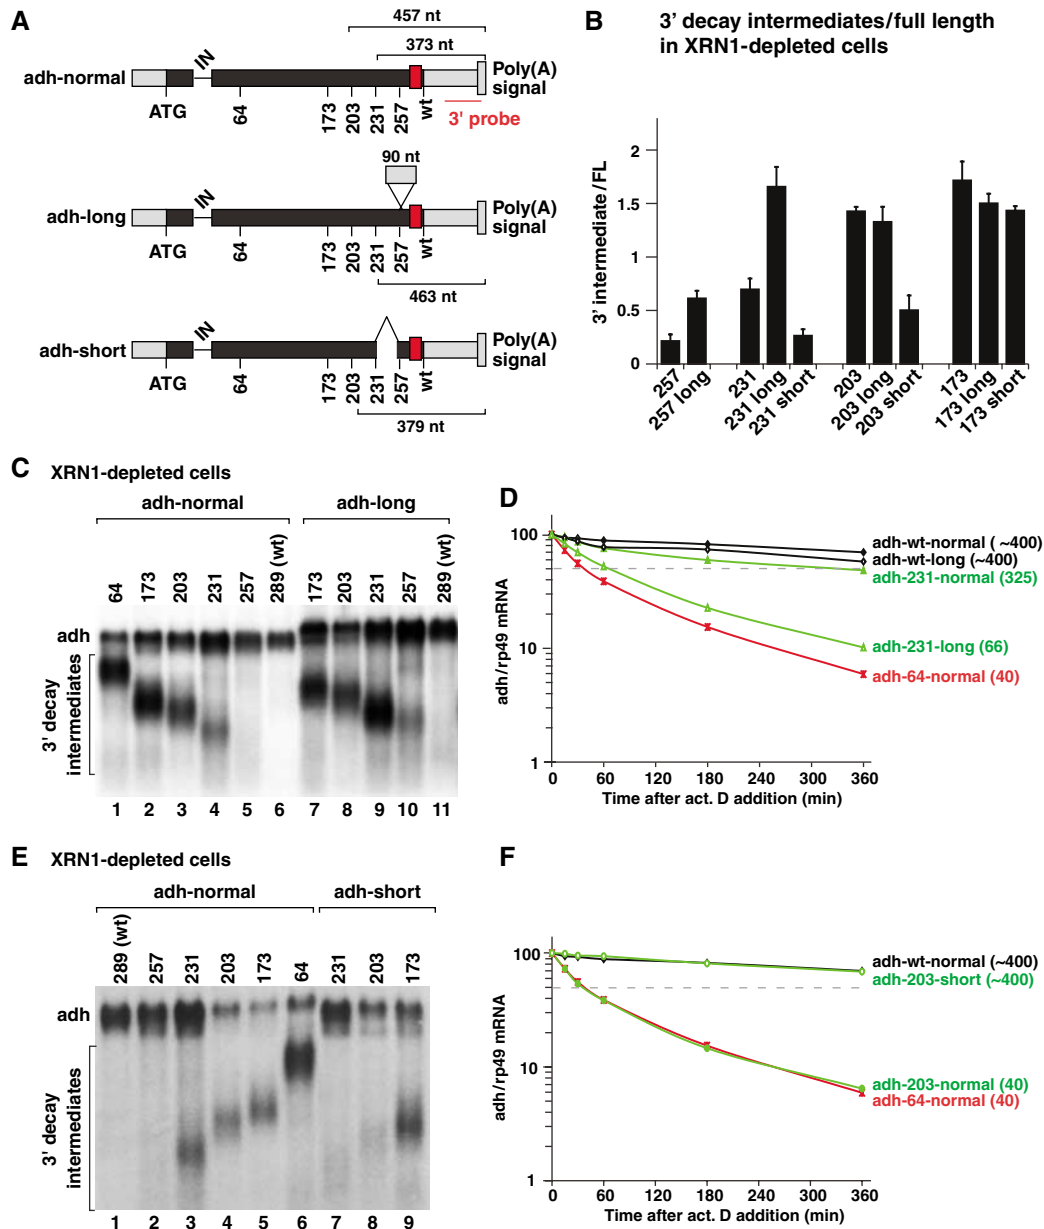 A
457 nt
373 nt
adh-normal
IN
Poly(A)
signal
ATG
64
173
203
231
257
wt
3' probe
90 nt
adh-long
IN
Poly(A)
signal
ATG
64
173
203
231
257
wt
463 nt
adh-short
IN
Poly(A)
signal
ATG
64
173
203
231
257
wt
379 nt
B
3' decay intermediates/full length
in XRN1-depleted cells
3' intermediate/FL
2
1.5
1
0.5
0
257
257 long
231
231 long
231 short
203
203 long
203 short
173
173 long
173 short
C
XRN1-depleted cells
adh-normal
adh-long
64
173
203
231
257
289 (wt)
173
203
231
257
289 (wt)
adh
3' decay
intermediates
1 2 3 4 5 6 7 8 9 10 11
D
adh/rp49 mRNA
100
10
1
adh-wt-normal ( ~400)
adh-wt-long (~400)
adh-231-normal (325)
adh-231-long (66)
adh-64-normal (40)
0 60 120 180 240 300 360
Time after act. D addition (min)
E
XRN1-depleted cells
adh-normal
adh-short
289 (wt)
257
231
203
173
64
231
203
173
adh
3' decay
intermediates
1 2 3 4 5 6 7 8 9
F
adh/rp49 mRNA
100
10
1
adh-wt-normal (~400)
adh-203-short (~400)
adh-203-normal (40)
adh-64-normal (40)
0 60 120 180 240 300 360
Time after act. D addition (min)